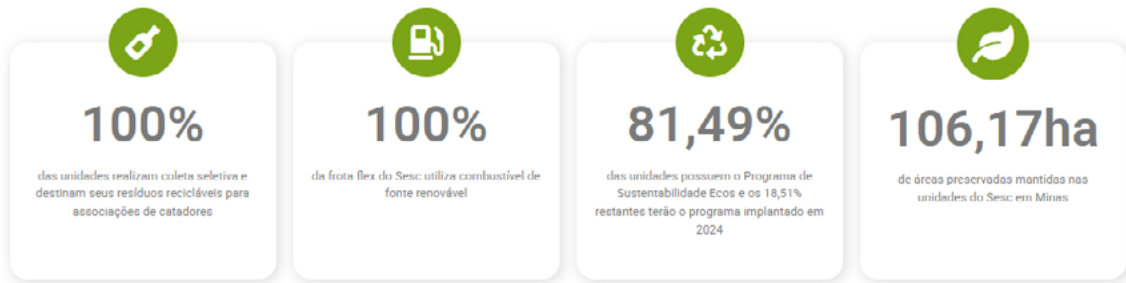 100%
das unidades realizam coleta seletiva e
destinam seus resíduos recicláveis para
associações de catadores
100%
da frota flex do Sesc utiliza combustível de
fonte renovável
81,49%
das unidades possuem o Programa de
Sustentabilidade Ecos e os 18,51%
restantes terão o programa implantado em
2024
106,17ha
de áreas preservadas mantidas nas
unidades do Sesc em Minas